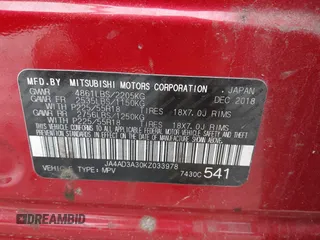 MFD.BY MITSUBISHI MOTORS CORPORATION JAPAN
GVWR 4861LBS/2205KG DEC 2018
GAWR FR 2535LBS/1150KG
WITH P225/55R18 TIRES, 18X7.0J RIMS
GAWR RR 2756LBS/1250KG
WITH P225/55R18 TIRES, 18X7.0J RIMS
THIS VEHICLE CONFORMS TO ALL APPLICABLE
FEDERAL MOTOR VEHICLE SAFETY STANDARDS IN
EFFECT ON THE DATE OF MANUFACTURE SHOWN ABOVE.
JA4AD3A30KZ033978
VEHICLE TYPE: MPV 7430C 541
DREAMBID